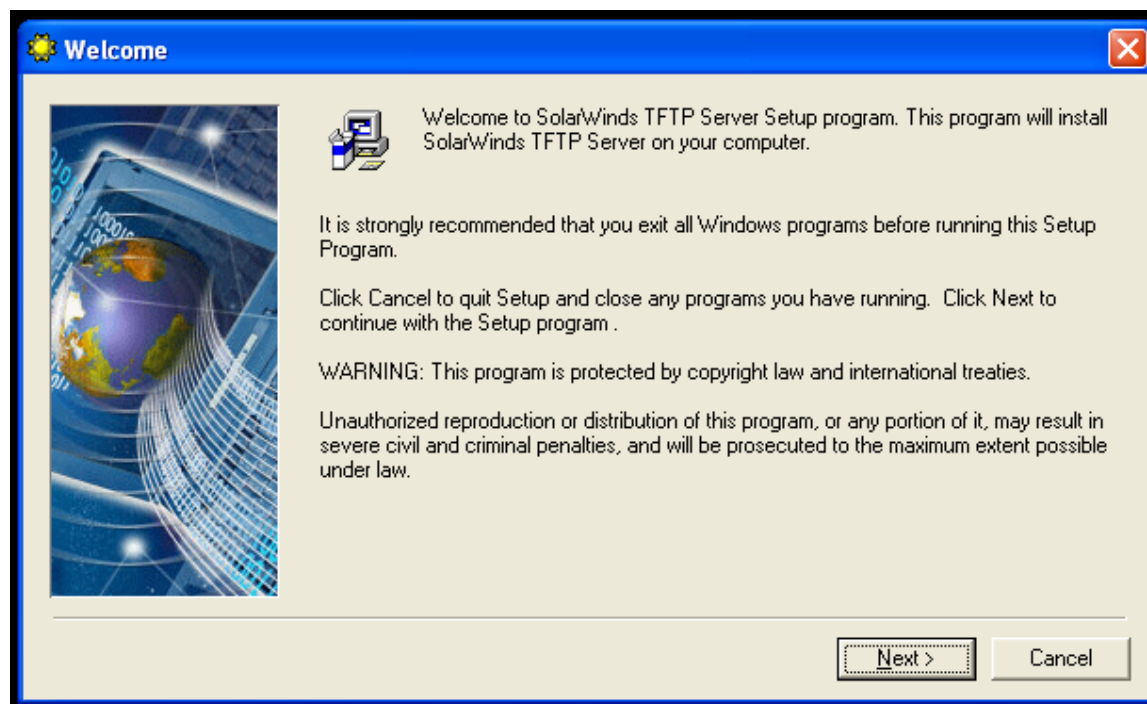 Welcome
Welcome to SolarWinds TFTP Server Setup program. This program will install
SolarWinds TFTP Server on your computer.
It is strongly recommended that you exit all Windows programs before running this Setup
Program.
Click Cancel to quit Setup and close any programs you have running.  Click Next to
continue with the Setup program .
WARNING: This program is protected by copyright law and international treaties.
Unauthorized reproduction or distribution of this program, or any portion of it, may result in
severe civil and criminal penalties, and will be prosecuted to the maximum extent possible
under law.
Next >
Cancel